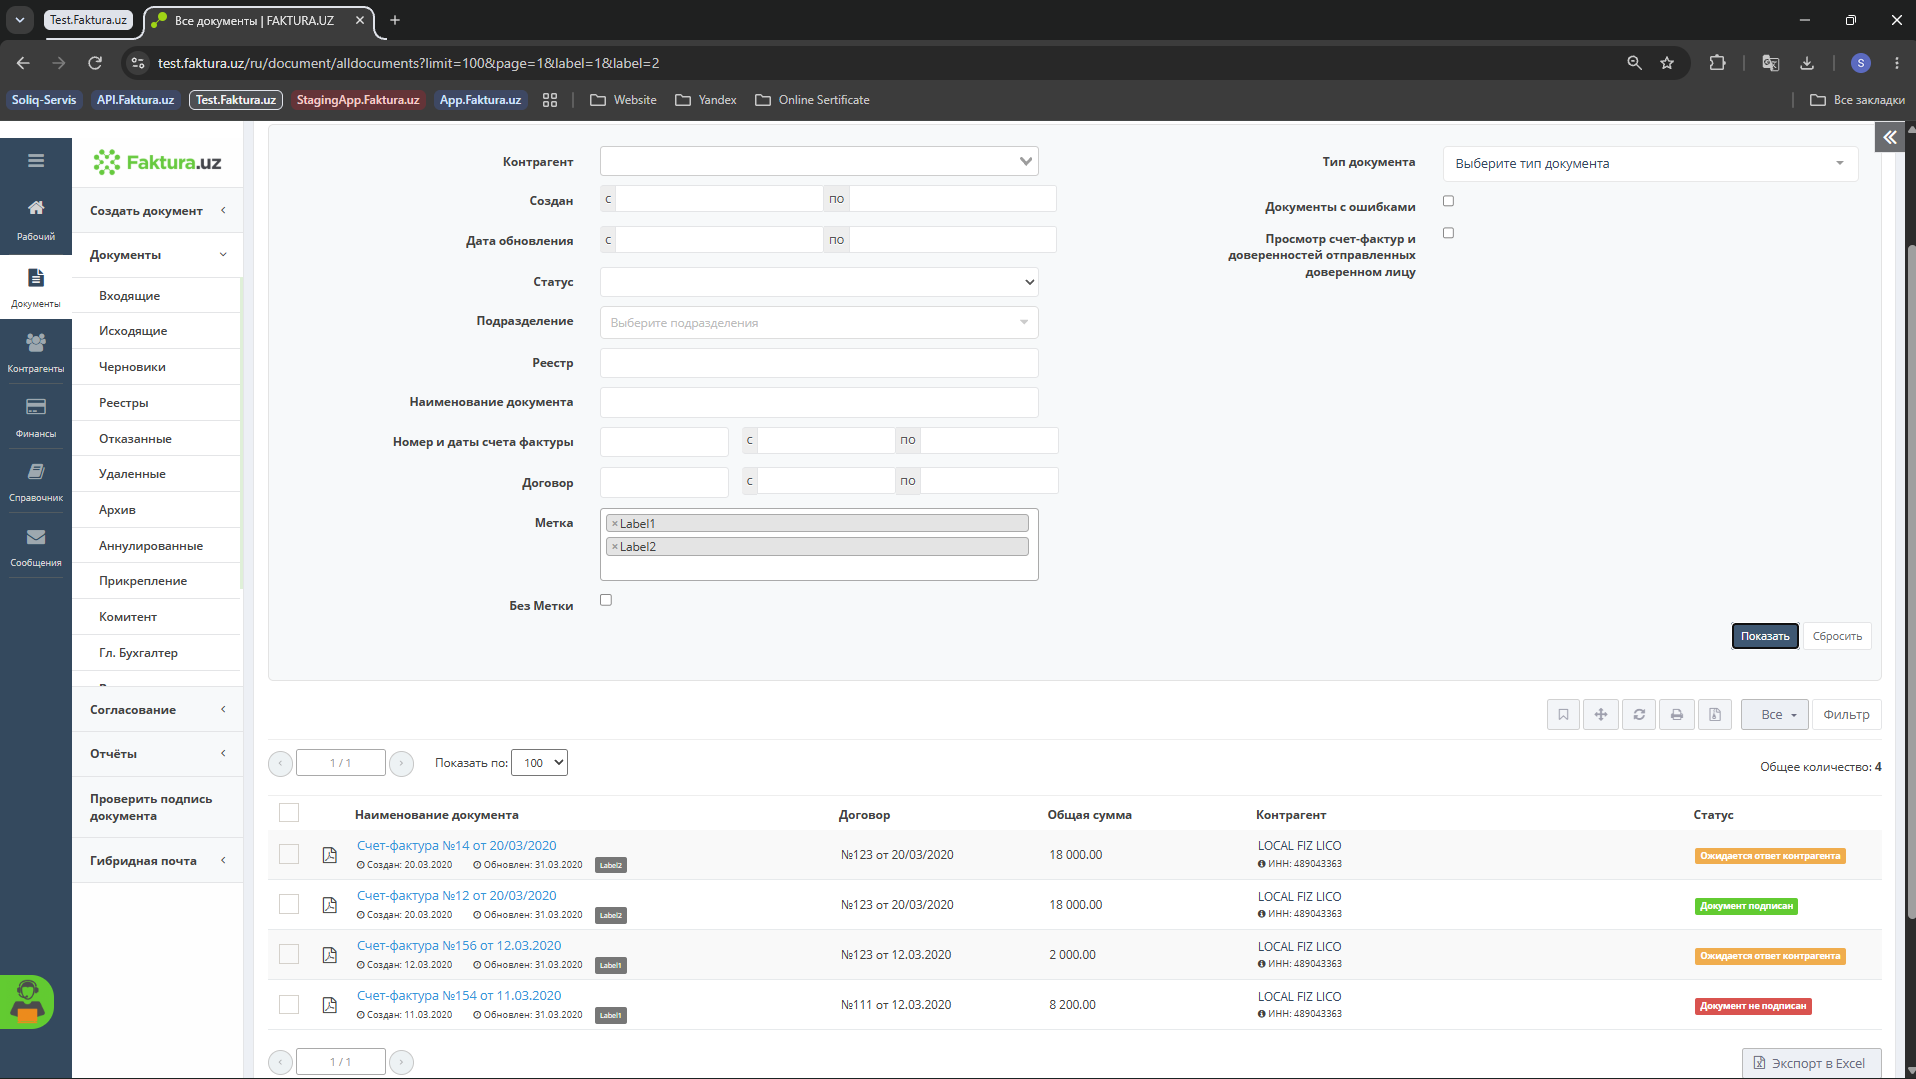 Test.Faktura.uz
Все документы | FAKTURA.UZ
test.faktura.uz/ru/document/alldocuments?limit=100&page=1&label=1&label=2
S
Soliq-Servis
API.Faktura.uz
Test.Faktura.uz
StagingApp.Faktura.uz
App.Faktura.uz
Website
Yandex
Online Sertificate
Все закладки
Рабочий
Документы
Контрагенты
Финансы
Справочник
Сообщения
Faktura.uz
Создать документ
Документы
Входящие
Исходящие
Черновики
Реестры
Отказанные
Удаленные
Архив
Аннулированные
Прикрепление
Комитент
Гл. Бухгалтер
Согласование
Отчёты
Проверить подпись
документа
Гибридная почта
Контрагент
Создан с по
Дата обновления с по
Статус
Подразделение Выберите подразделения
Реестр
Наименование документа
Номер и даты счета фактуры с по
Договор с по
Метка ×Label1
×Label2
Без Метки
Тип документа Выберите тип документа
Документы с ошибками
Просмотр счет-фактур и
доверенностей отправленных
доверенном лицу
Показать Сбросить
Все Фильтр
1 / 1 Показать по: 100
Общее количество: 4
Наименование документа Договор Общая сумма Контрагент Статус
Счет-фактура №14 от 20/03/2020
Создан: 20.03.2020 Обновлен: 31.03.2020 Label2
№123 от 20/03/2020 18 000.00
LOCAL FIZ LICO
ИНН: 489043363
Ожидается ответ контрагента
Счет-фактура №12 от 20/03/2020
Создан: 20.03.2020 Обновлен: 31.03.2020 Label2
№123 от 20/03/2020 18 000.00
LOCAL FIZ LICO
ИНН: 489043363
Документ подписан
Счет-фактура №156 от 12.03.2020
Создан: 12.03.2020 Обновлен: 31.03.2020 Label1
№123 от 12.03.2020 2 000.00
LOCAL FIZ LICO
ИНН: 489043363
Ожидается ответ контрагента
Счет-фактура №154 от 11.03.2020
Создан: 11.03.2020 Обновлен: 31.03.2020 Label1
№111 от 12.03.2020 8 200.00
LOCAL FIZ LICO
ИНН: 489043363
Документ не подписан
1 / 1
Экспорт в Excel